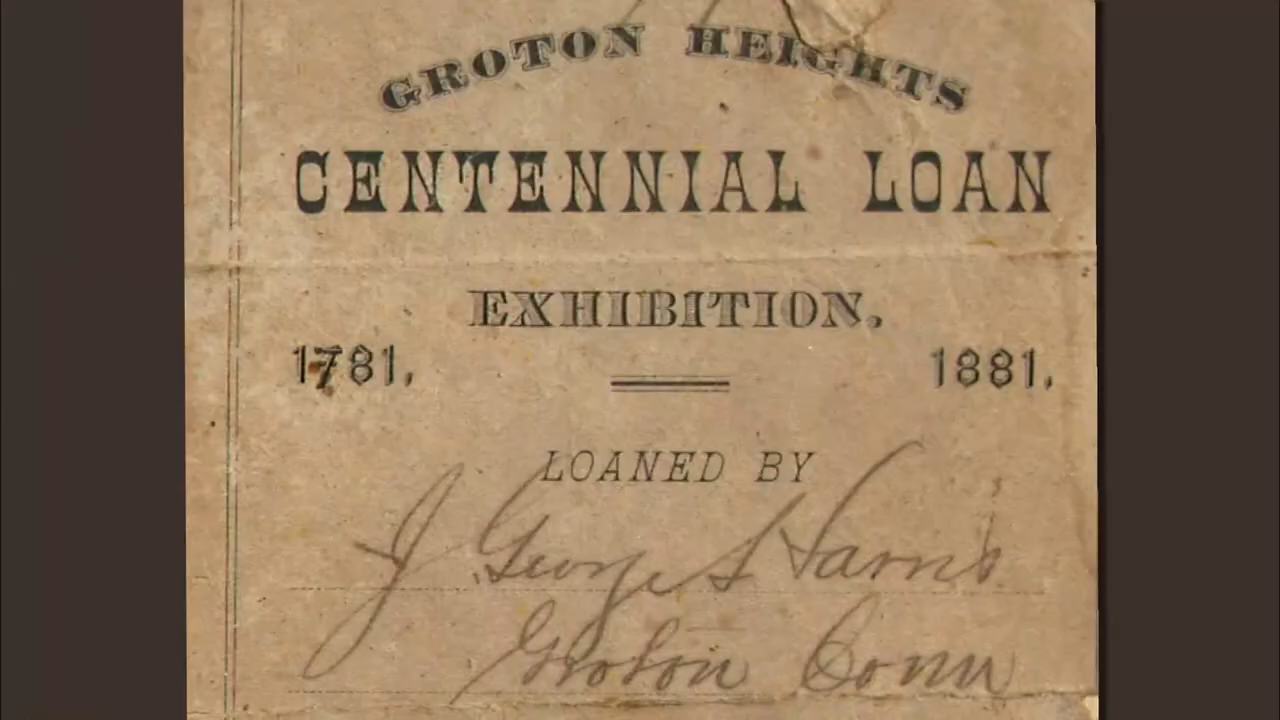 GROTON HEIGHTS
CENTENNIAL LOAN
EXHIBITION.
1781. 1881.
LOANED BY
J George S Harris
Groton Conn